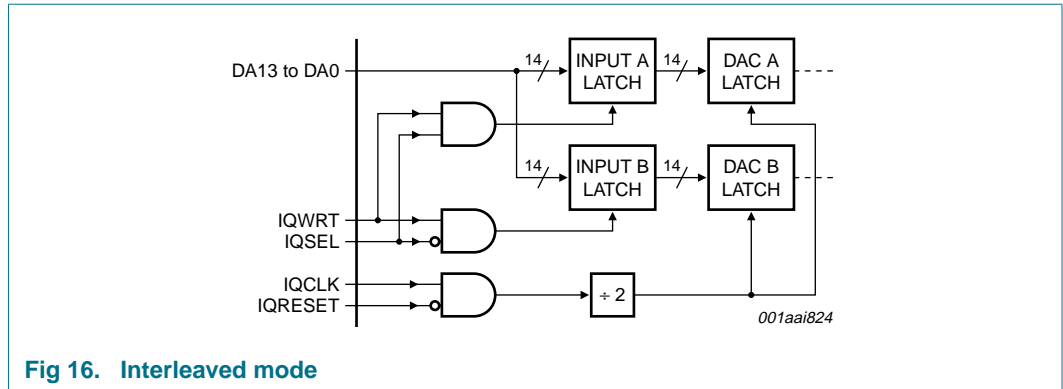 DA13 to DA0
14
INPUT A
LATCH
14
DAC A
LATCH
14
INPUT B
LATCH
14
DAC B
LATCH
IQWRT
IQSEL
IQCLK
IQRESET
÷ 2
001aai824
Fig 16. Interleaved mode